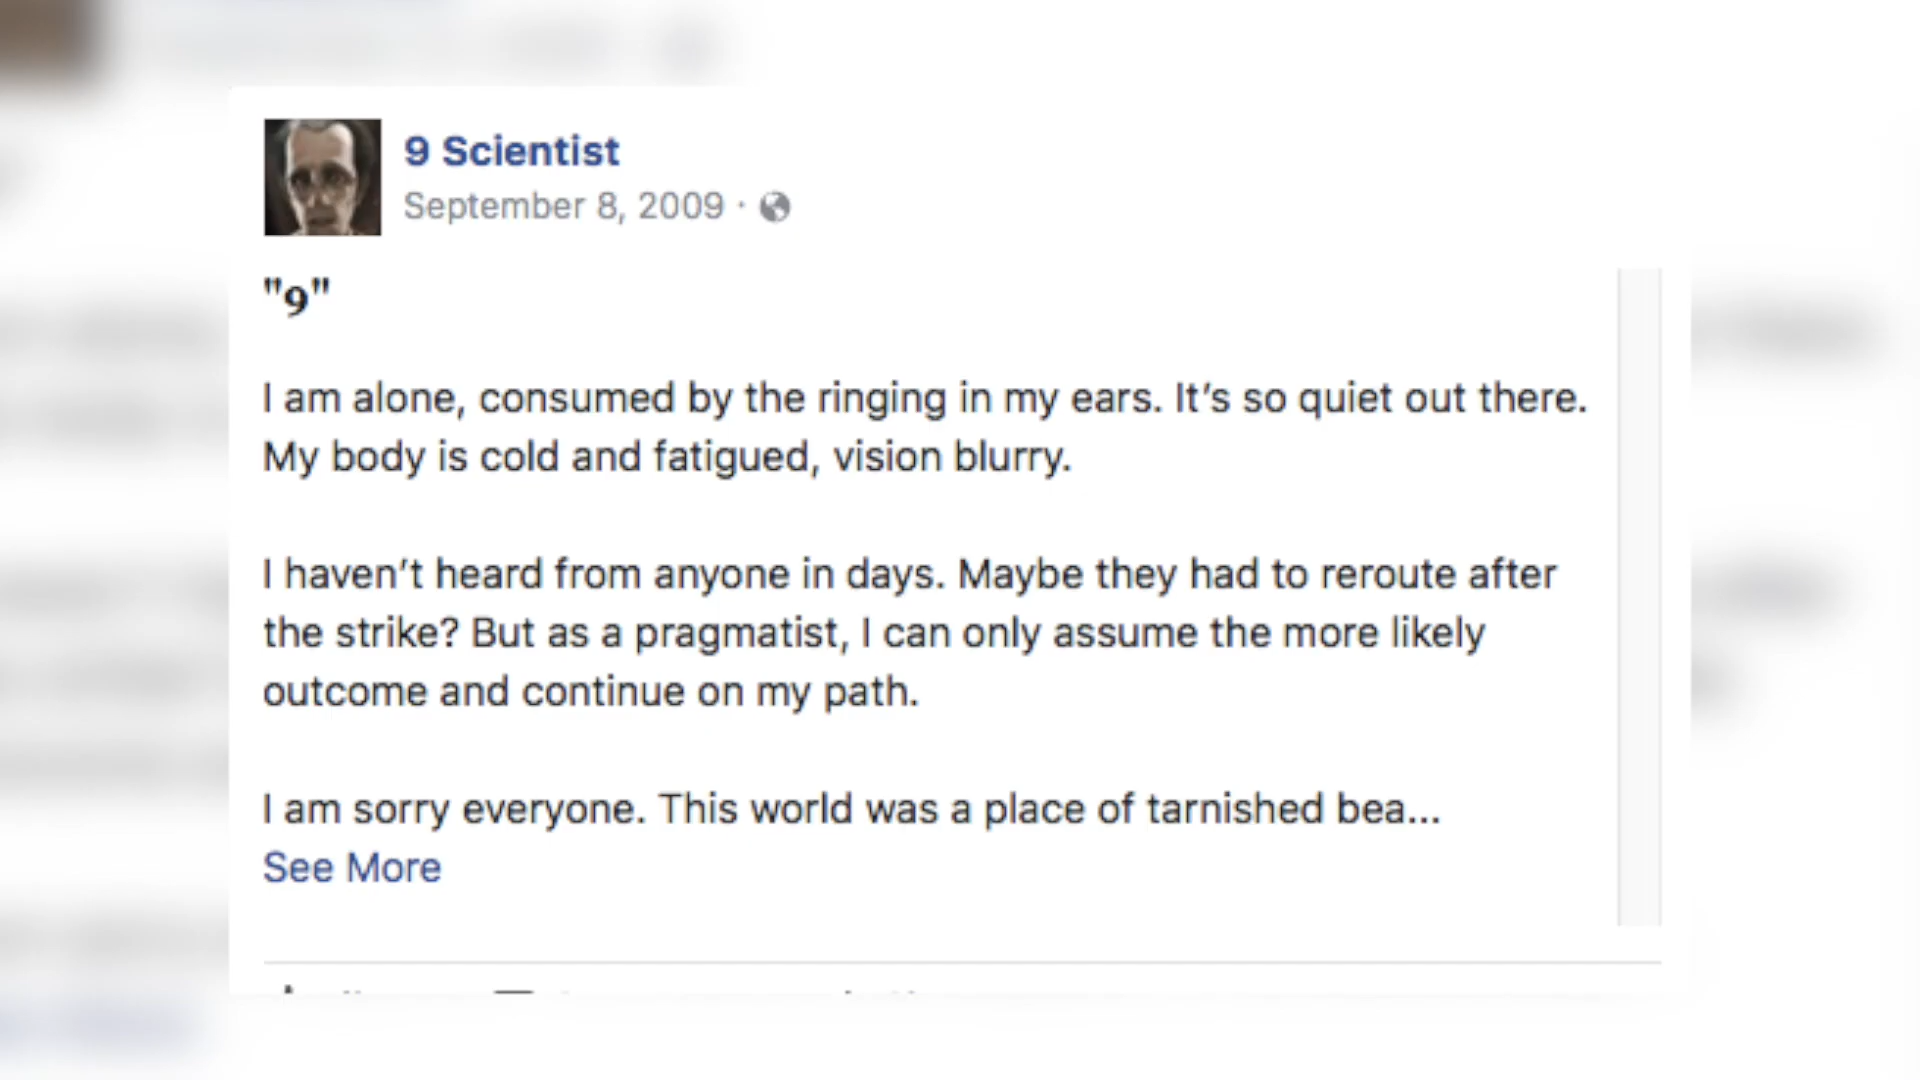 9 Scientist
September 8, 2009 ·
"9"
I am alone, consumed by the ringing in my ears. It’s so quiet out there.
My body is cold and fatigued, vision blurry.
I haven’t heard from anyone in days. Maybe they had to reroute after
the strike? But as a pragmatist, I can only assume the more likely
outcome and continue on my path.
I am sorry everyone. This world was a place of tarnished bea...
See More